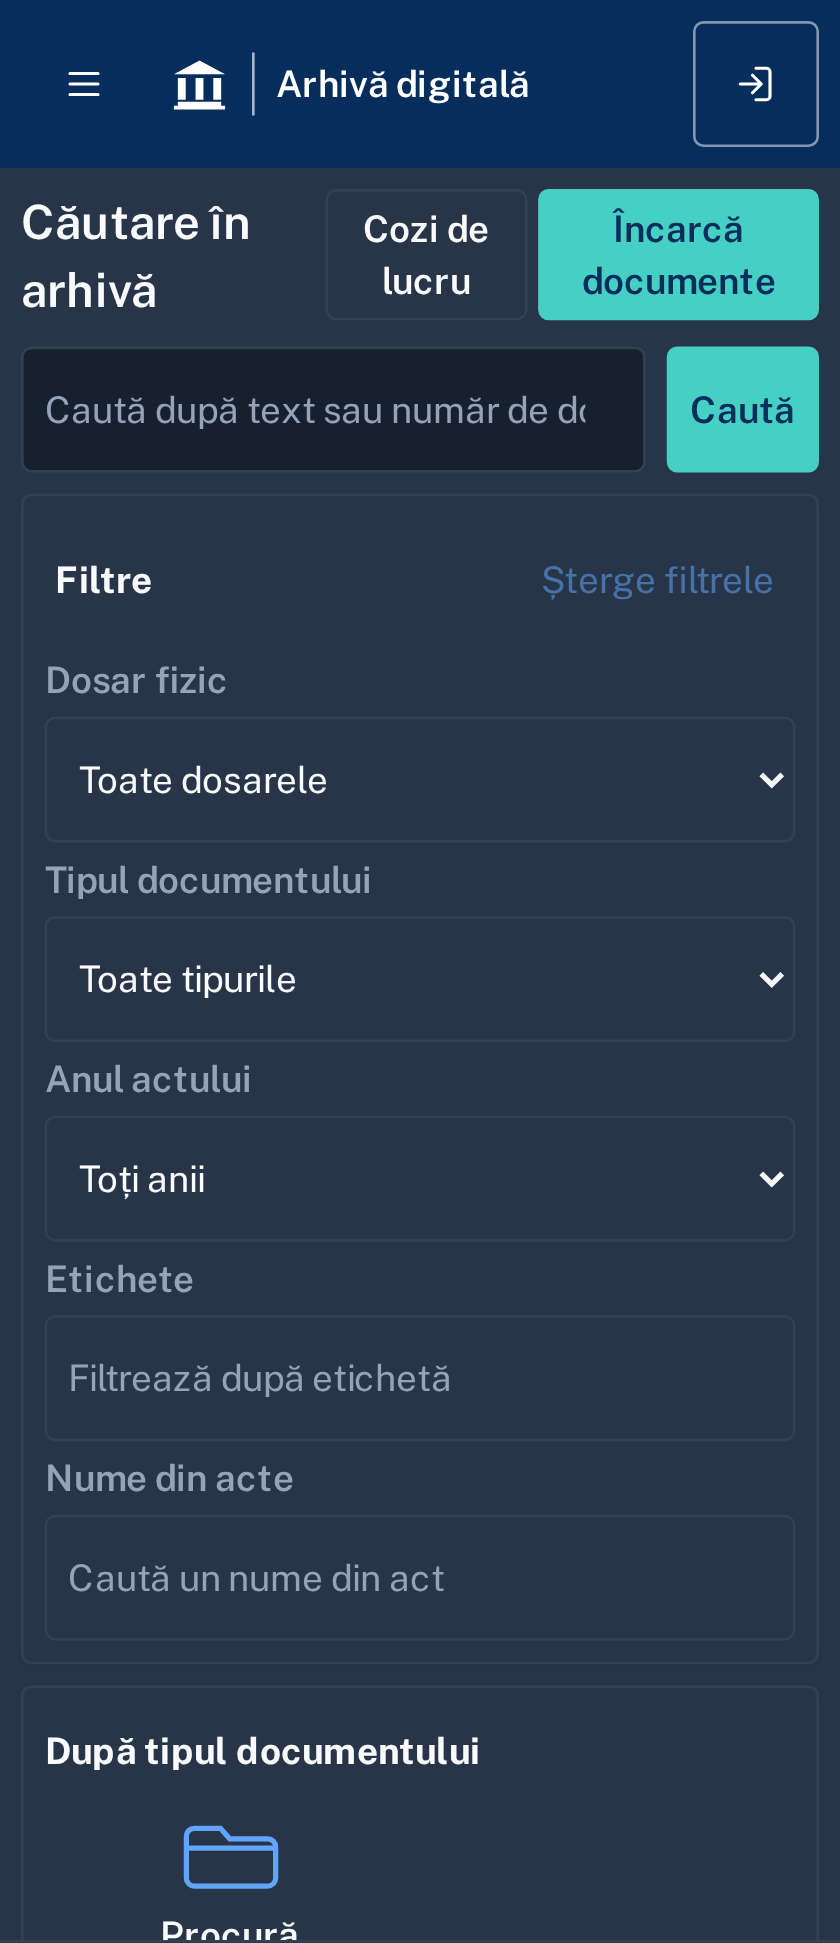 Arhivă digitală
Căutare în
arhivă
Cozi de
lucru
Încarcă
documente
Caută după text sau număr de
Caută
Filtre
Șterge filtrele
Dosar fizic
Toate dosarele
Tipul documentului
Toate tipurile
Anul actului
Toți anii
Etichete
Filtrează după etichetă
Nume din acte
Caută un nume din act
După tipul documentului
Procură